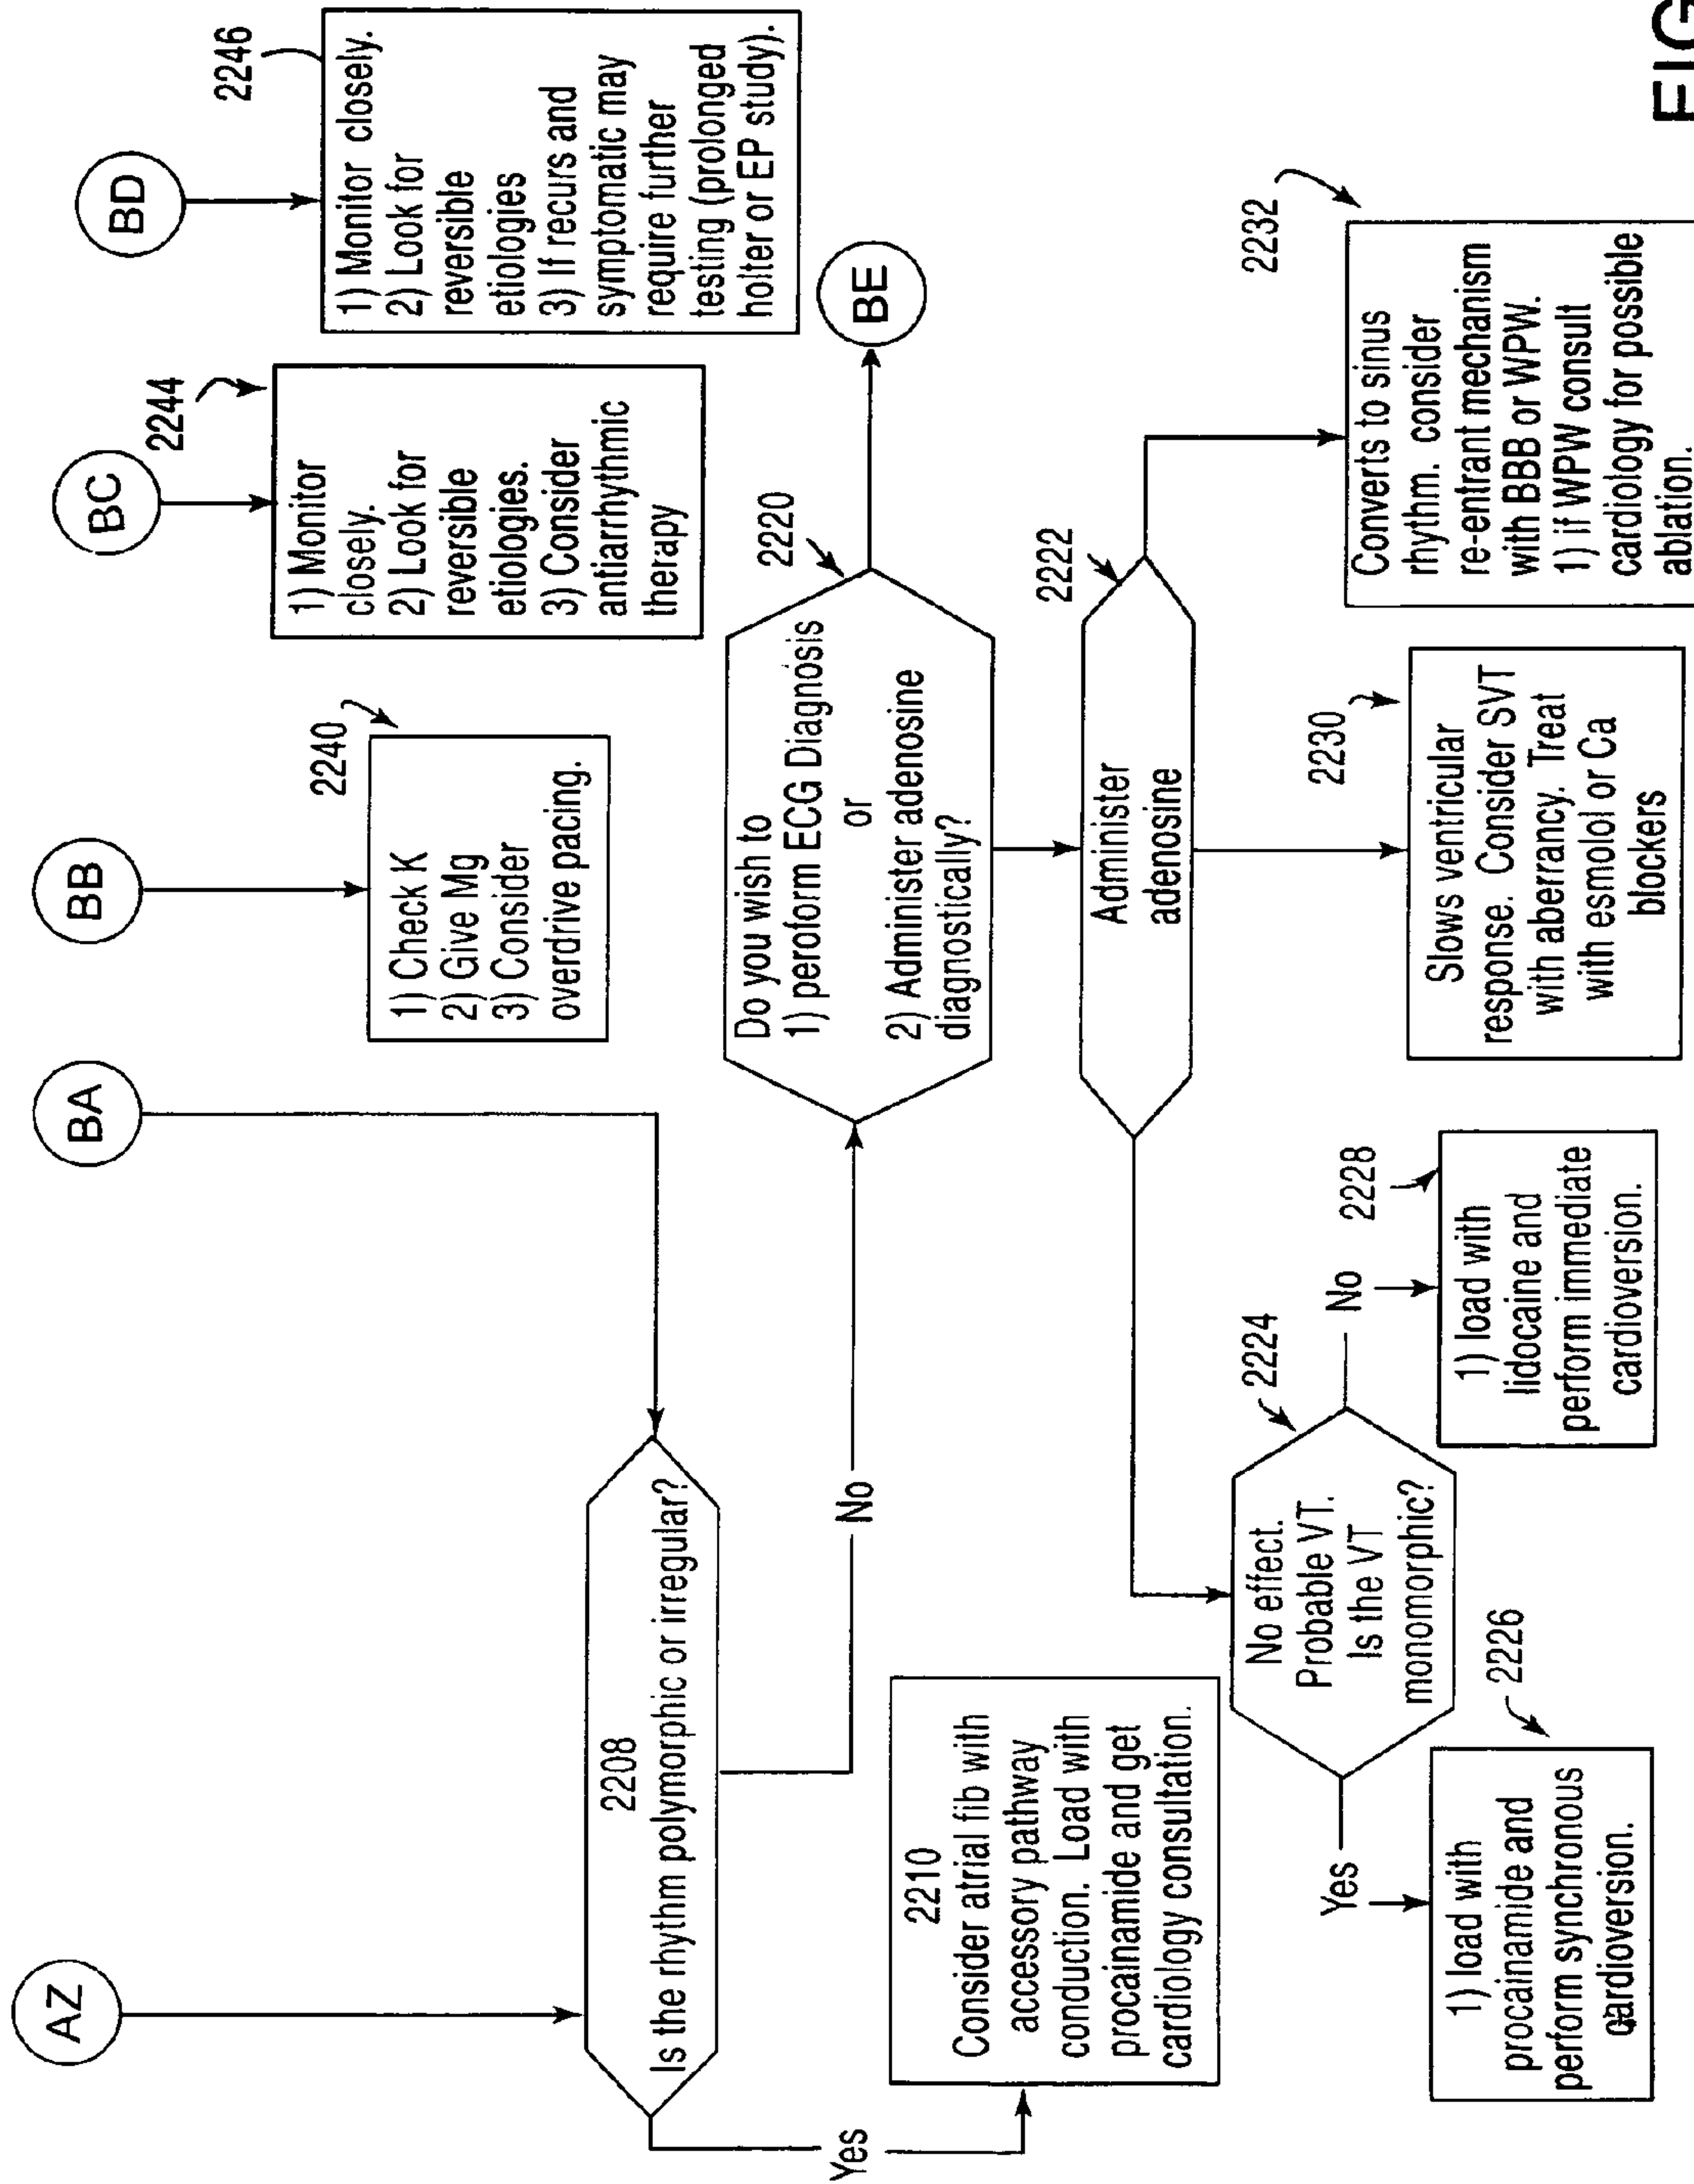 AZ
BA
BB
BC
BD
2208
Is the rhythm polymorphic or irregular?
Yes
No
2210
Consider atrial fib with
accessory pathway
conduction. Load with
procainamide and get
cardiology consultation.
2240
1) Check K
2) Give Mg
3) Consider
overdrive pacing.
2244
1) Monitor
closely.
2) Look for
reversible
etiologies.
3) Consider
antiarrhythmic
therapy
2246
1) Monitor closely.
2) Look for
reversible
etiologies
3) If recurs and
symptomatic may
require further
testing (prolonged
holter or EP study).
2220
Do you wish to
1) peroform ECG Diagnosis
or
2) Administer adenosine
diagnostically?
BE
2222
Administer
adenosine
2224
No effect.
Probable VT.
Is the VT
monomorphic?
Yes
No
2226
1) load with
procainamide and
perform synchronous
cardioversion.
2228
1) load with
lidocaine and
perform immediate
cardioversion.
2230
Slows ventricular
response. Consider SVT
with aberrancy. Treat
with esmolol or Ca
blockers
2232
Converts to sinus
rhythm. consider
re-entrant mechanism
with BBB or WPW.
1) if WPW consult
cardiology for possible
ablation.